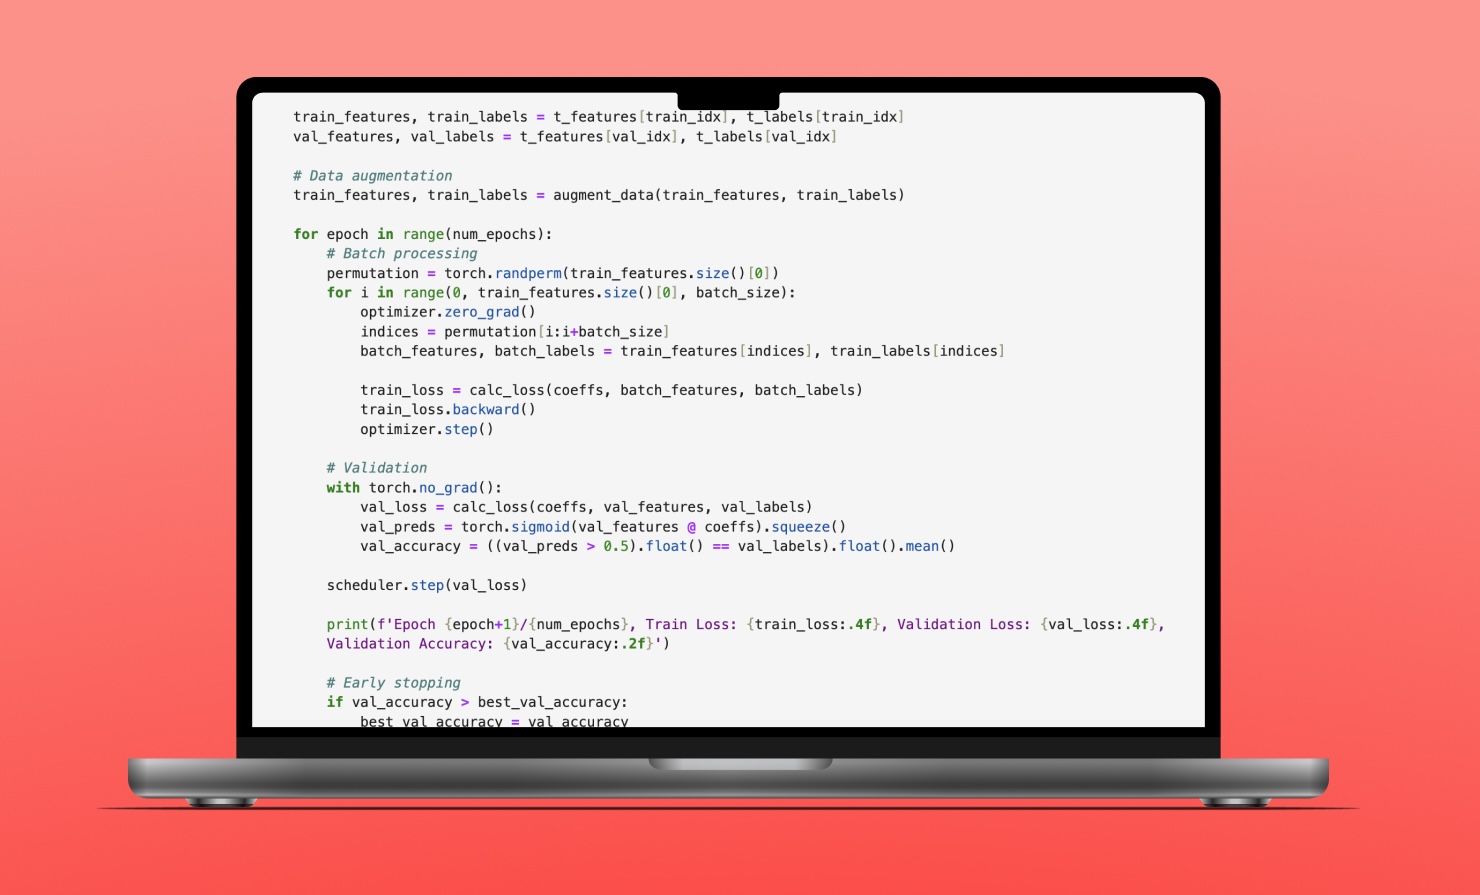 train_features, train_labels = t_features[train_idx], t_labels[train_idx]
val_features, val_labels = t_features[val_idx], t_labels[val_idx]
# Data augmentation
train_features, train_labels = augment_data(train_features, train_labels)
for epoch in range(num_epochs):
# Batch processing
permutation = torch.randperm(train_features.size()[0])
for i in range(0, train_features.size()[0], batch_size):
optimizer.zero_grad()
indices = permutation[i:i+batch_size]
batch_features, batch_labels = train_features[indices], train_labels[indices]
train_loss = calc_loss(coeffs, batch_features, batch_labels)
train_loss.backward()
optimizer.step()
# Validation
with torch.no_grad():
val_loss = calc_loss(coeffs, val_features, val_labels)
val_preds = torch.sigmoid(val_features @ coeffs).squeeze()
val_accuracy = ((val_preds > 0.5).float() == val_labels).float().mean()
scheduler.step(val_loss)
print(f'Epoch {epoch+1}/{num_epochs}, Train Loss: {train_loss:.4f}, Validation Loss: {val_loss:.4f},
Validation Accuracy: {val_accuracy:.2f}')
# Early stopping
if val_accuracy > best_val_accuracy:
best_val_accuracy = val_accuracy